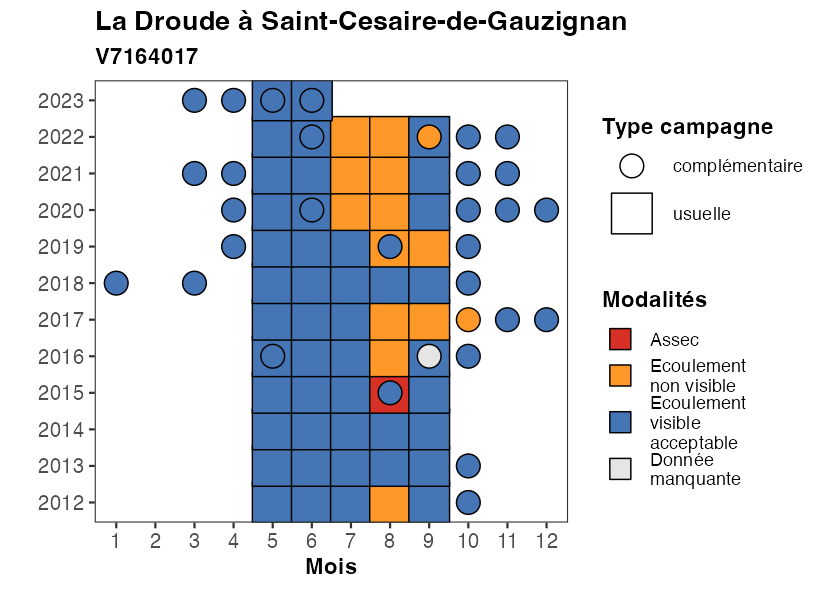 La Droude à Saint-Cesaire-de-Gauzignan
V7164017
2023
2022
2021
2020
2019
2018
2017
2016
2015
2014
2013
2012
1 2 3 4 5 6 7 8 9 10 11 12
Mois
Type campagne
complémentaire
usuelle
Modalités
Assec
Ecoulement
non visible
Ecoulement
visible
acceptable
Donnée
manquante